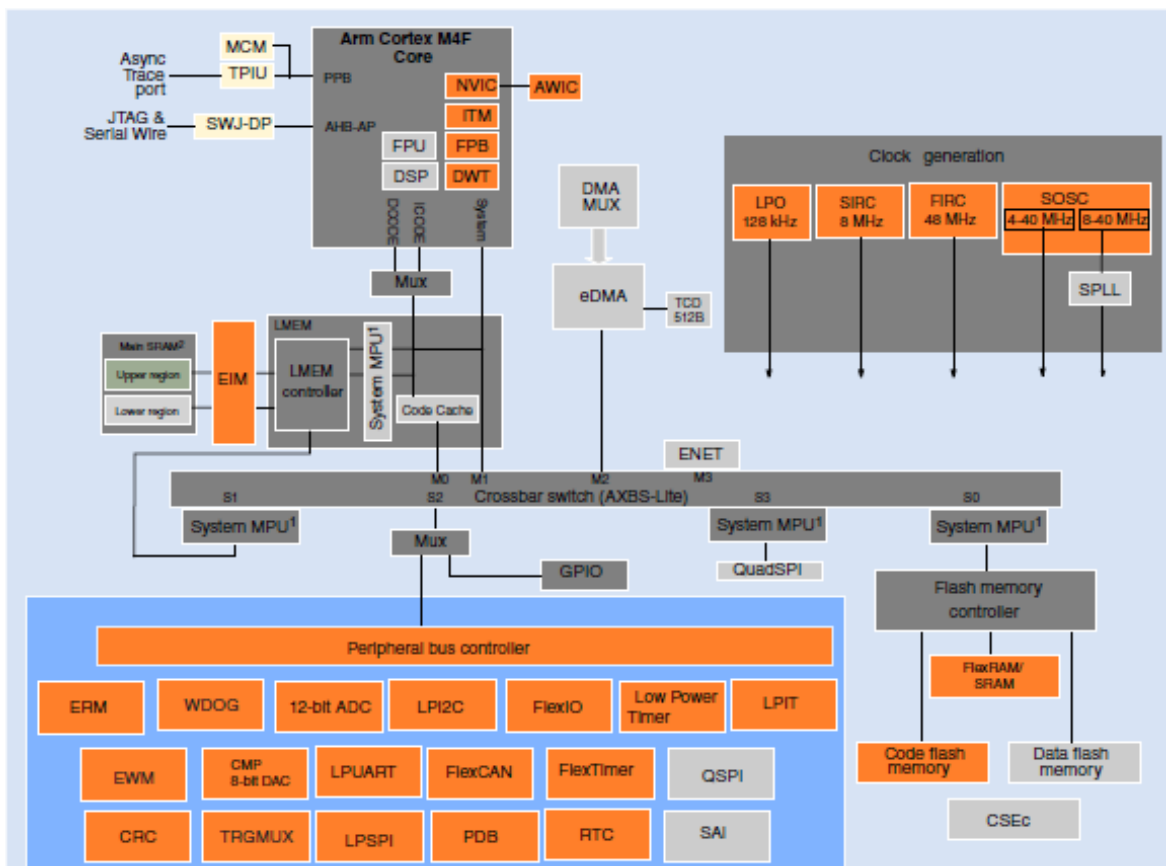 Arm Cortex M4F
Core
MCM
TPIU
Async
Trace
port
PPB
NVIC
AWIC
ITM
JTAG &
Serial Wire
SWJ-DP
AHB-AP
FPU
FPB
DSP
DWT
DCODE
ICODE
System
Mux
DMA
MUX
eDMA
TCD
512B
Clock generation
LPO
128 kHz
SIRC
8 MHz
FIRC
48 MHz
SOSC
4-40 MHz
8-40 MHz
SPLL
Main SRAM2
Upper region
Lower region
EIM
LMEM
LMEM
controller
System MPU1
Code Cache
ENET
M0
M1
M2
M3
S1
S2
Crossbar switch (AXBS-Lite)
S3
S0
System MPU1
Mux
System MPU1
System MPU1
GPIO
QuadSPI
Flash memory
controller
Peripheral bus controller
FlexRAM/
SRAM
ERM
WDOG
12-bit ADC
LPI2C
FlexIO
Low Power
Timer
LPIT
Code flash
memory
Data flash
memory
EWM
CMP
8-bit DAC
LPUART
FlexCAN
FlexTimer
QSPI
CSEc
CRC
TRGMUX
LPSPI
PDB
RTC
SAI